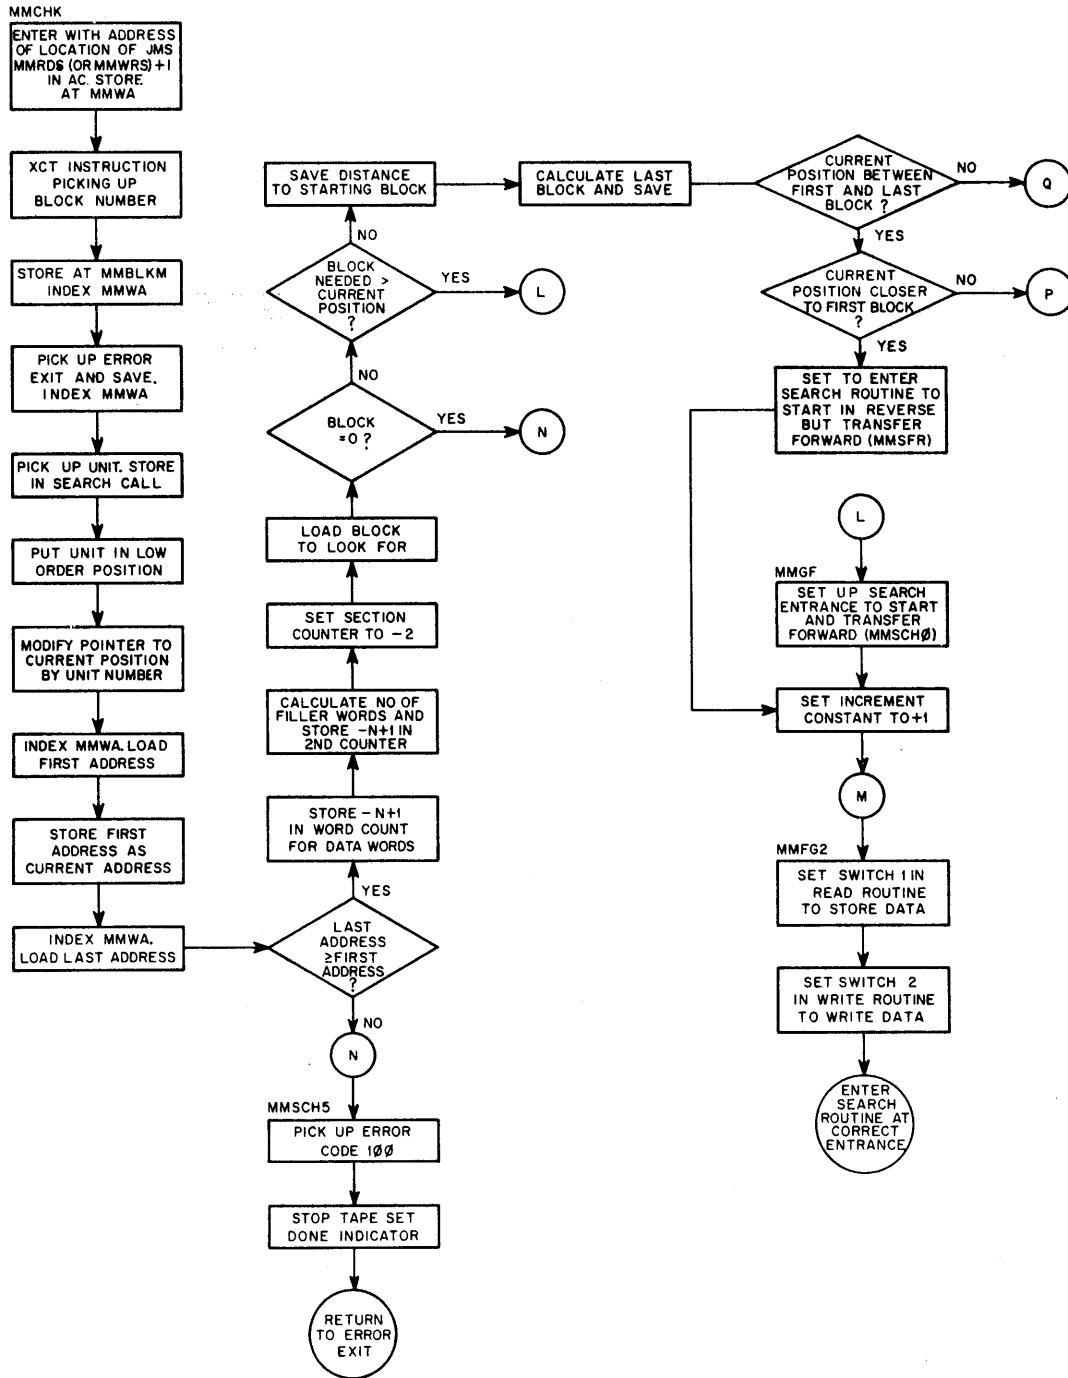 MMCHK
ENTER WITH ADDRESS
OF LOCATION OF JMS
MMRDS (OR MMWRS)+1
IN AC. STORE
AT MMWA
XCT INSTRUCTION
PICKING UP
BLOCK NUMBER
STORE AT MMBLKM
INDEX MMWA
PICK UP ERROR
EXIT AND SAVE.
INDEX MMWA
PICK UP UNIT. STORE
IN SEARCH CALL
PUT UNIT IN LOW
ORDER POSITION
MODIFY POINTER TO
CURRENT POSITION
BY UNIT NUMBER
INDEX MMWA. LOAD
FIRST ADDRESS
STORE FIRST
ADDRESS AS
CURRENT ADDRESS
INDEX MMWA.
LOAD LAST ADDRESS
SAVE DISTANCE
TO STARTING BLOCK
NO
BLOCK
NEEDED >
CURRENT
POSITION
?
YES
L
NO
BLOCK
=0 ?
YES
N
LOAD BLOCK
TO LOOK FOR
SET SECTION
COUNTER TO -2
CALCULATE NO OF
FILLER WORDS AND
STORE -N+1 IN
2ND COUNTER
STORE -N+1
IN WORD COUNT
FOR DATA WORDS
YES
LAST
ADDRESS
≥FIRST
ADDRESS
?
NO
N
MMSCH5
PICK UP ERROR
CODE 1ØØ
STOP TAPE SET
DONE INDICATOR
RETURN
TO ERROR
EXIT
CALCULATE LAST
BLOCK AND SAVE
CURRENT
POSITION BETWEEN
FIRST AND LAST
BLOCK ?
NO
Q
YES
CURRENT
POSITION CLOSER
TO FIRST BLOCK
?
NO
P
YES
SET TO ENTER
SEARCH ROUTINE TO
START IN REVERSE
BUT TRANSFER
FORWARD (MMSFR)
L
MMGF
SET UP SEARCH
ENTRANCE TO START
AND TRANSFER
FORWARD (MMSCHØ)
SET INCREMENT
CONSTANT TO+1
M
MMFG2
SET SWITCH 1 IN
READ ROUTINE
TO STORE DATA
SET SWITCH 2
IN WRITE ROUTINE
TO WRITE DATA
ENTER
SEARCH
ROUTINE AT
CORRECT
ENTRANCE